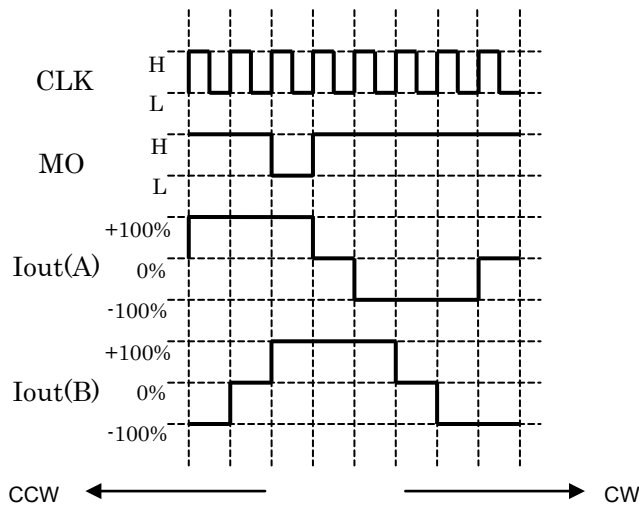 CLK
H
L
MO
H
L
Iout(A)
+100%
0%
-100%
Iout(B)
+100%
0%
-100%
CCW
CW